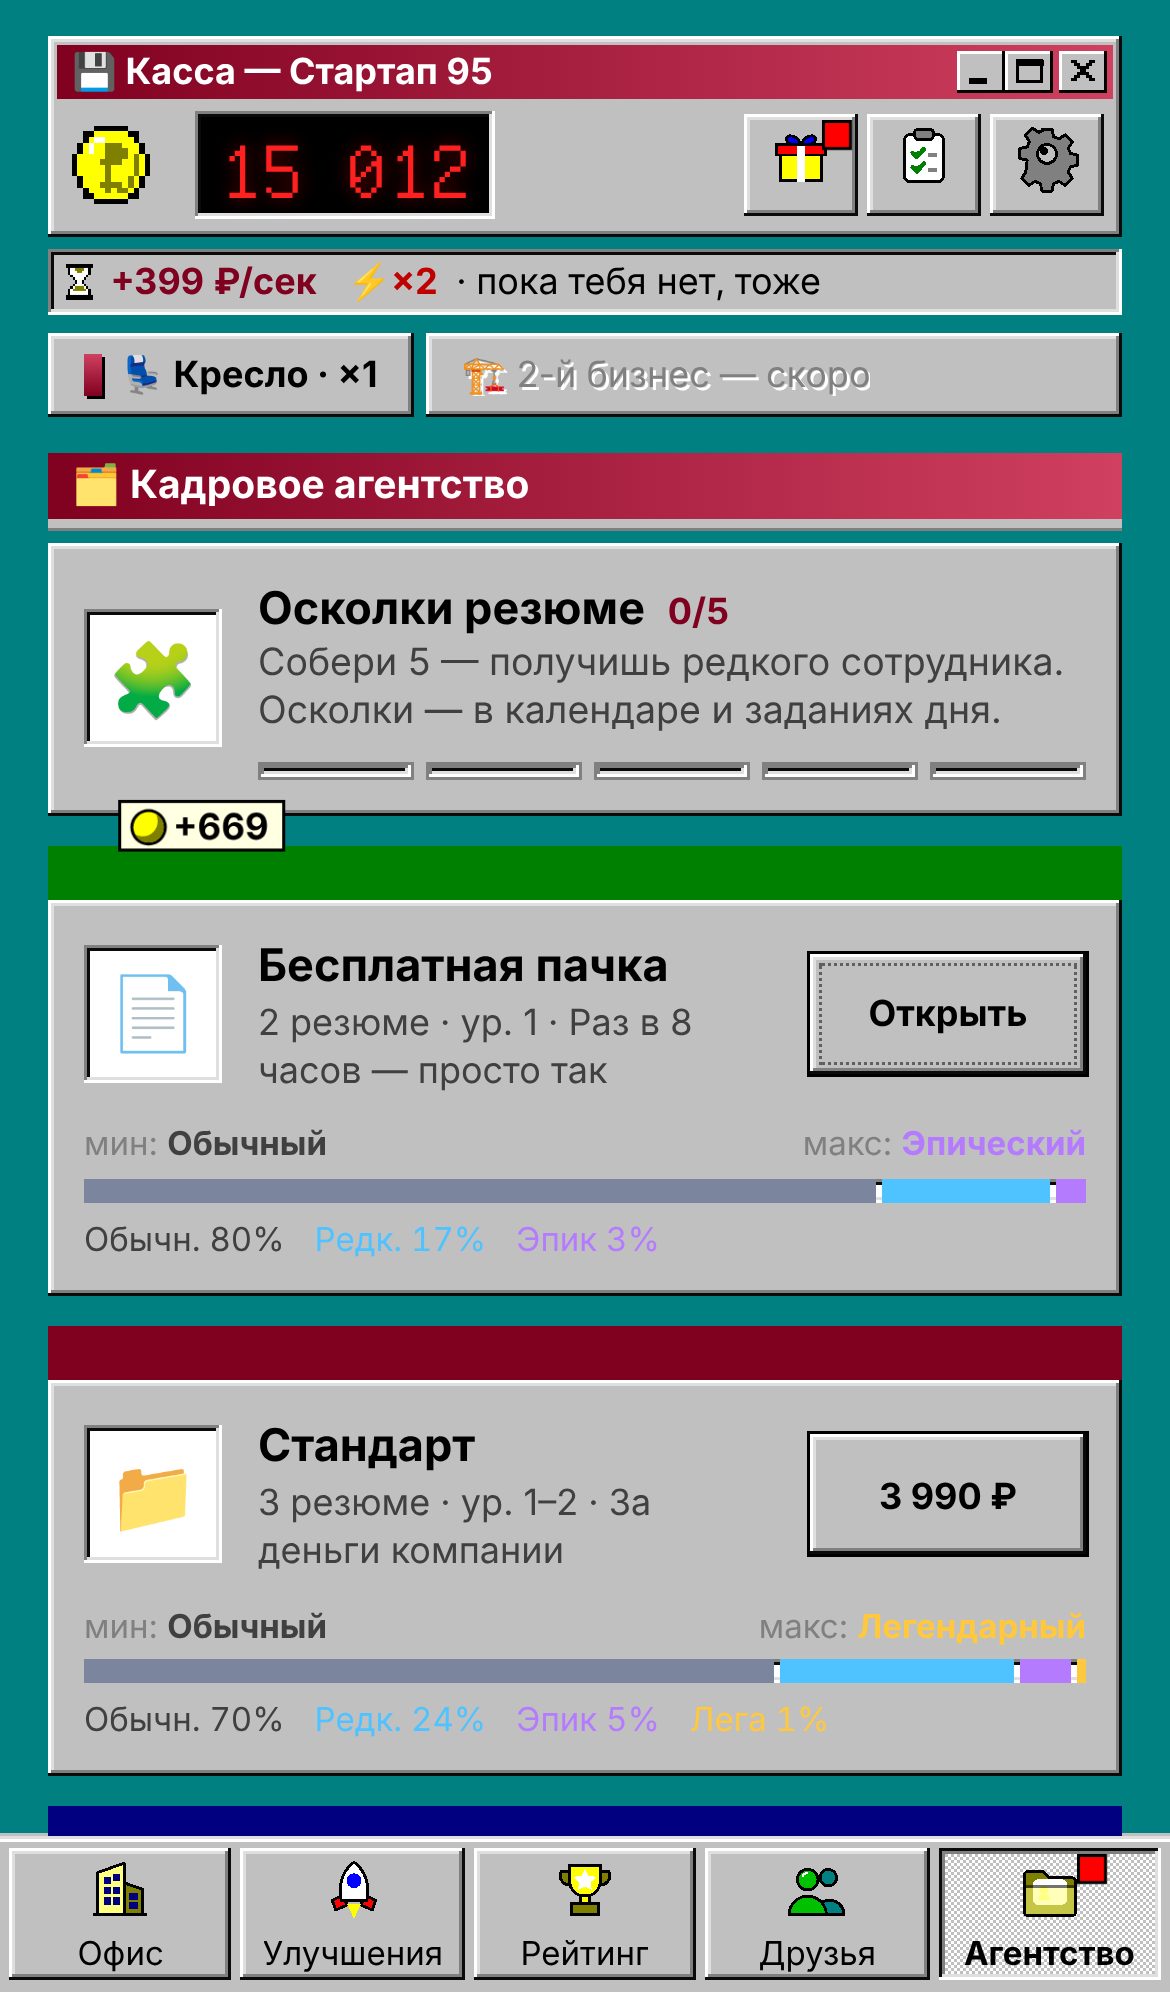 Касса — Стартап 95
15 012
+399 ₽/сек ⚡×2 · пока тебя нет, тоже
Кресло · ×1
2-й бизнес — скоро
Кадровое агентство
Осколки резюме 0/5
Собери 5 — получишь редкого сотрудника.
Осколки — в календаре и заданиях дня.
+669
Бесплатная пачка
2 резюме · ур. 1 · Раз в 8
часов — просто так
Открыть
мин: Обычный макс: Эпический
Обычн. 80% Редк. 17% Эпик 3%
Стандарт
3 резюме · ур. 1–2 · За
деньги компании
3 990 ₽
мин: Обычный макс: Легендарный
Обычн. 70% Редк. 24% Эпик 5% Лега 1%
Офис Улучшения Рейтинг Друзья Агентство